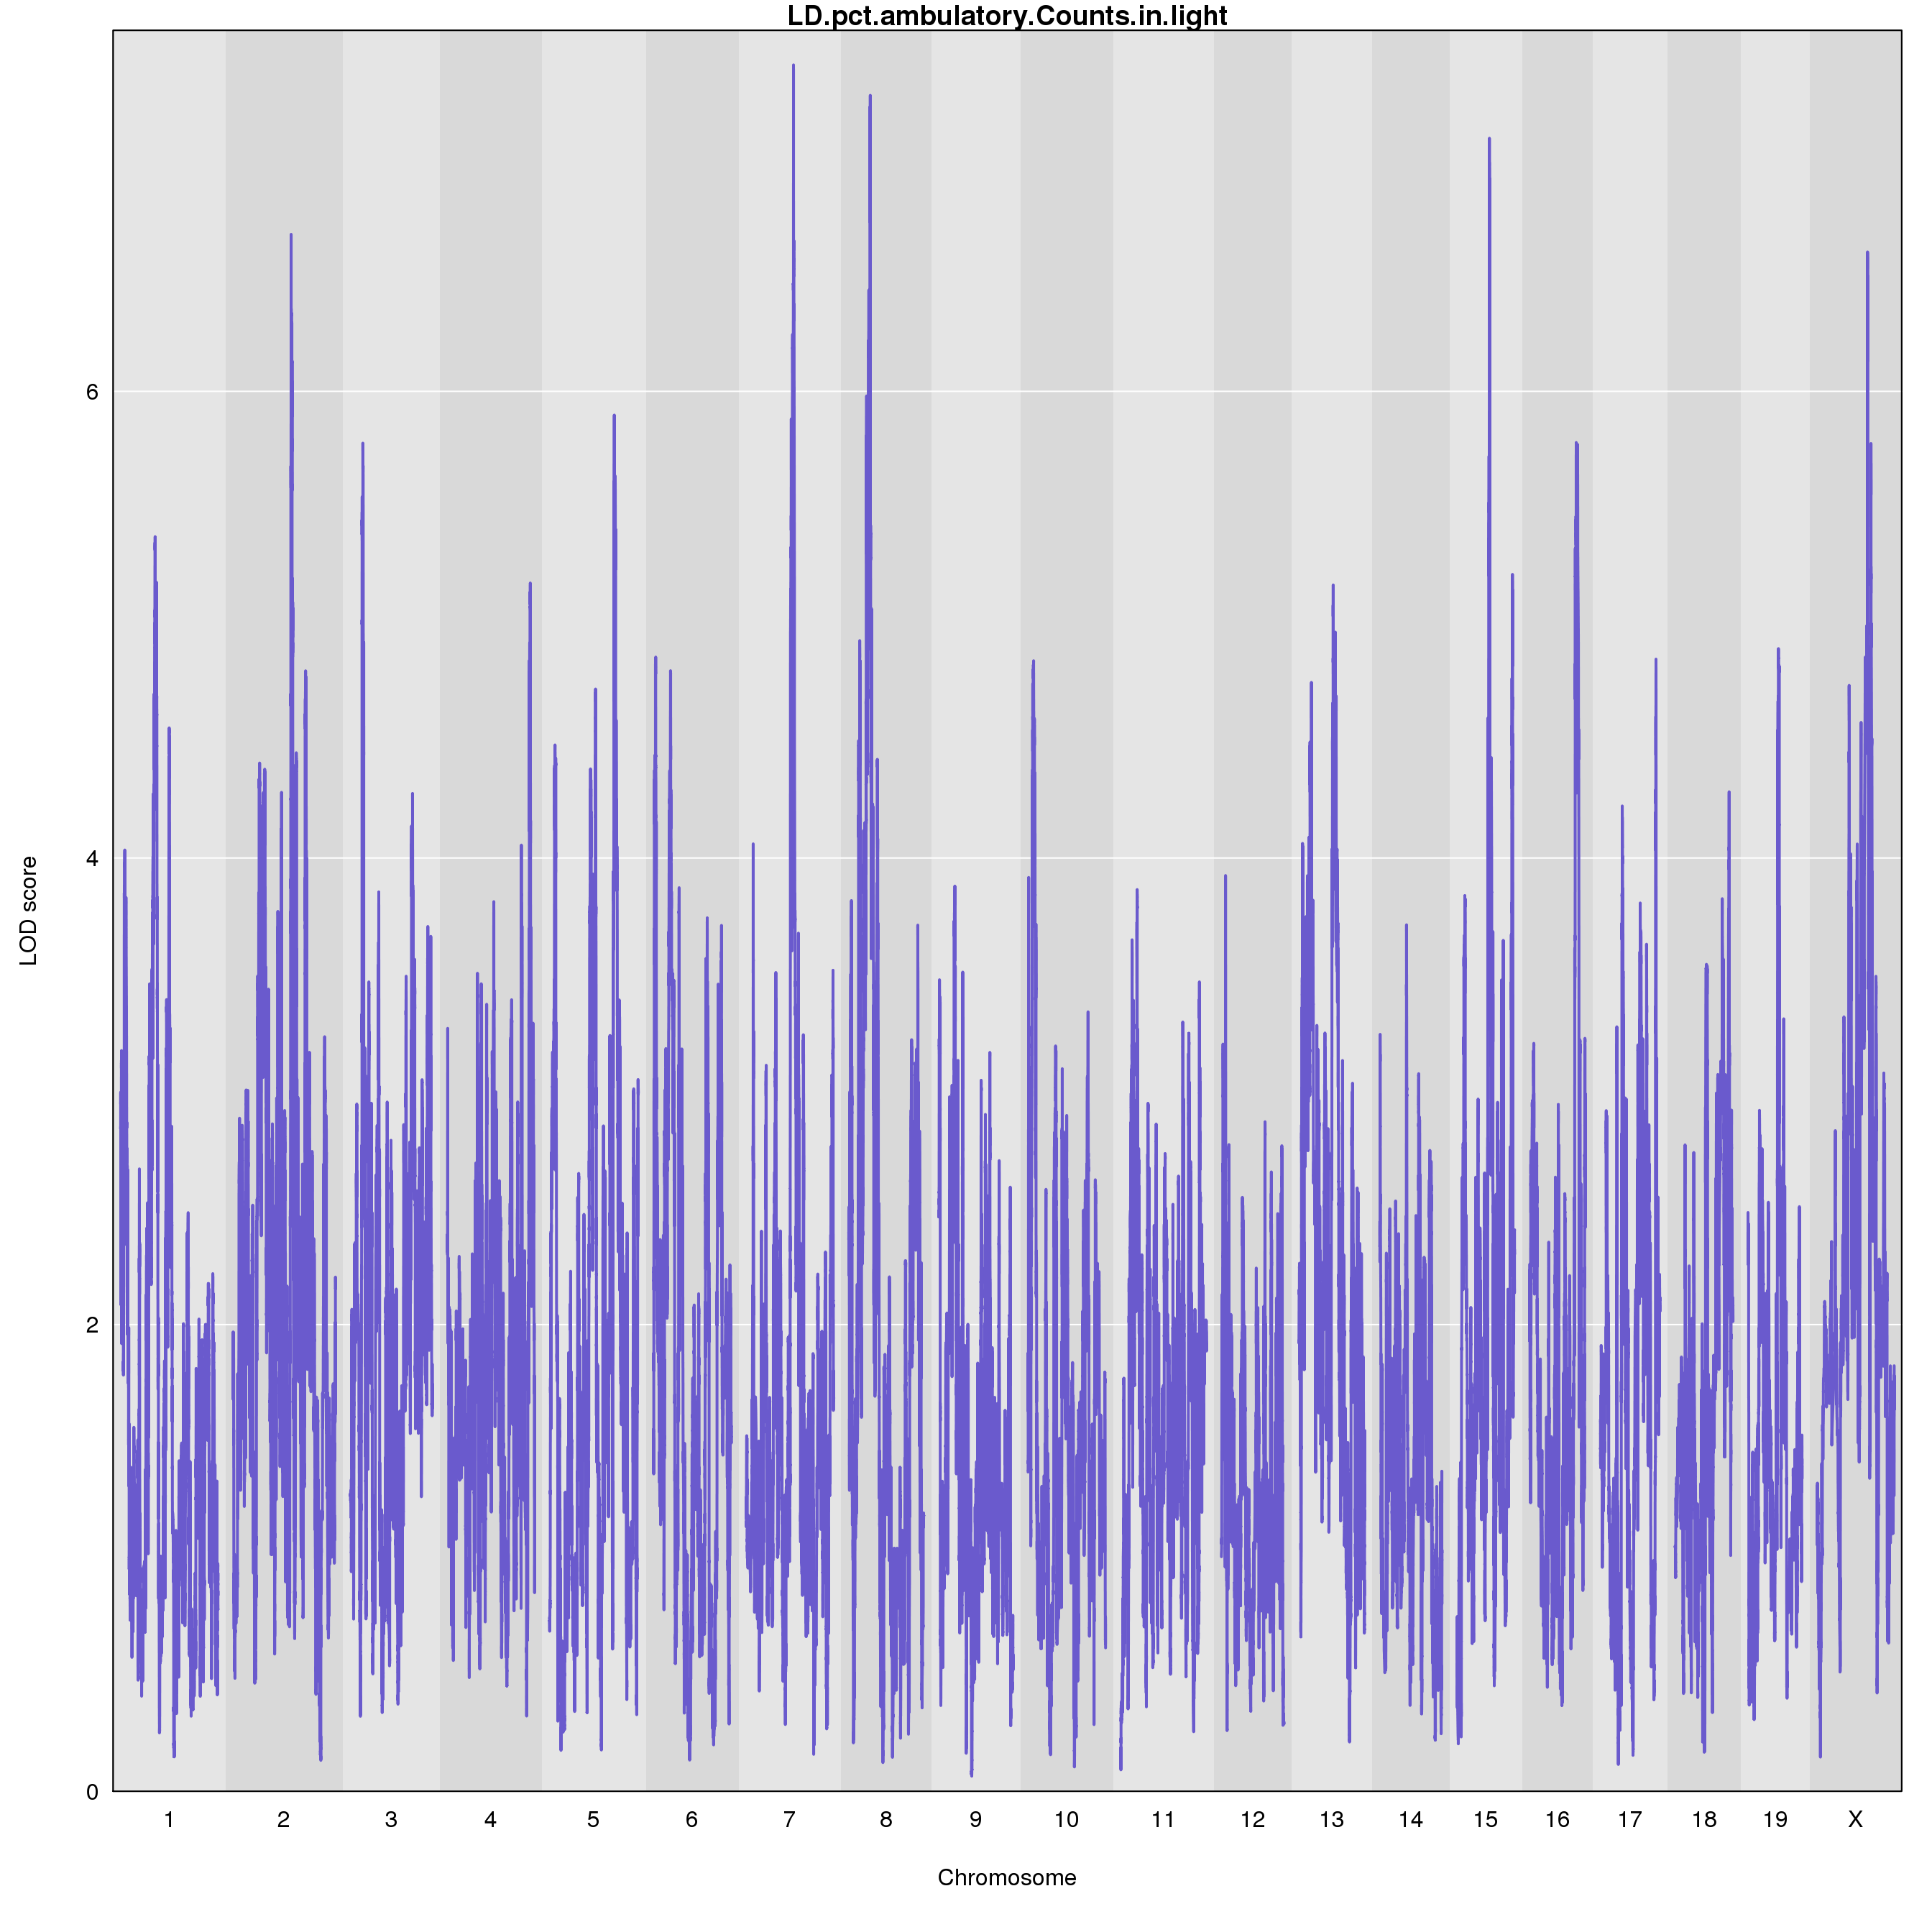 LD.pct.ambulatory.Counts.in.light
LOD score
6
4
2
0
1 2 3 4 5 6 7 8 9 10 11 12 13 14 15 16 17 18 19 X
Chromosome